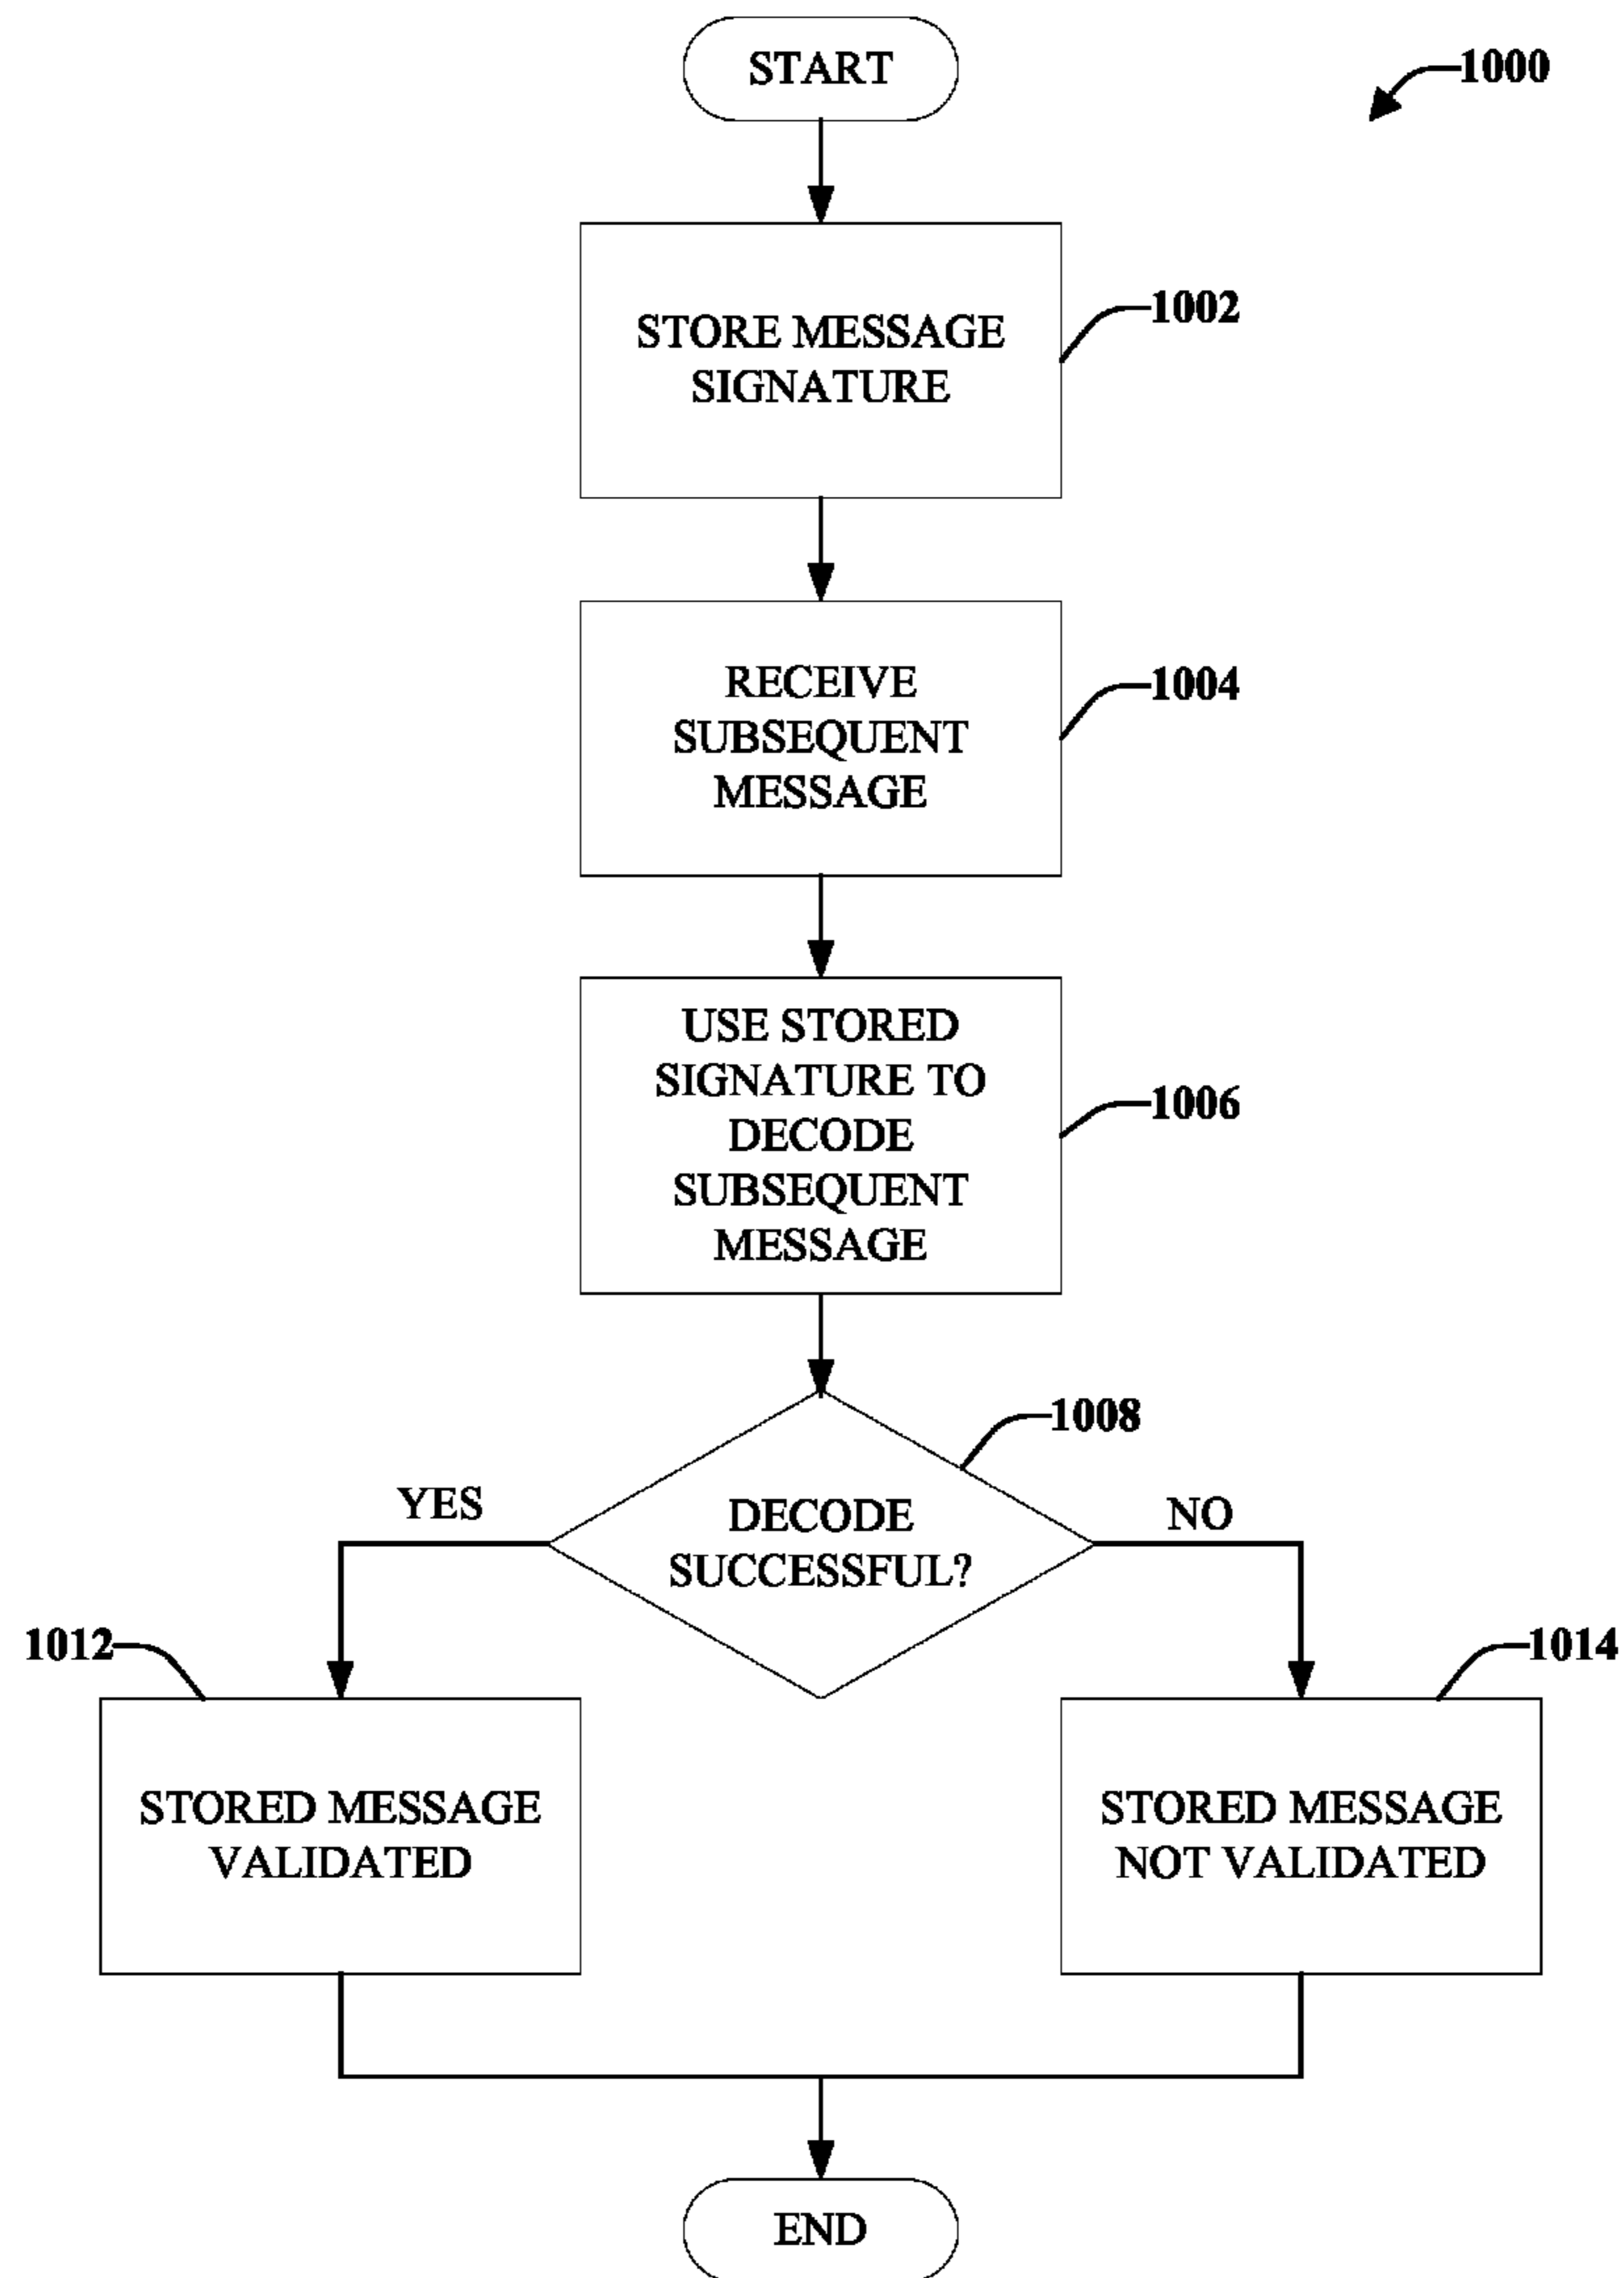 START
1000
STORE MESSAGE
SIGNATURE
1002
RECEIVE
SUBSEQUENT
MESSAGE
1004
USE STORED
SIGNATURE TO
DECODE
SUBSEQUENT
MESSAGE
1006
1008
YES
DECODE
SUCCESSFUL?
NO
1012
1014
STORED MESSAGE
VALIDATED
STORED MESSAGE
NOT VALIDATED
END